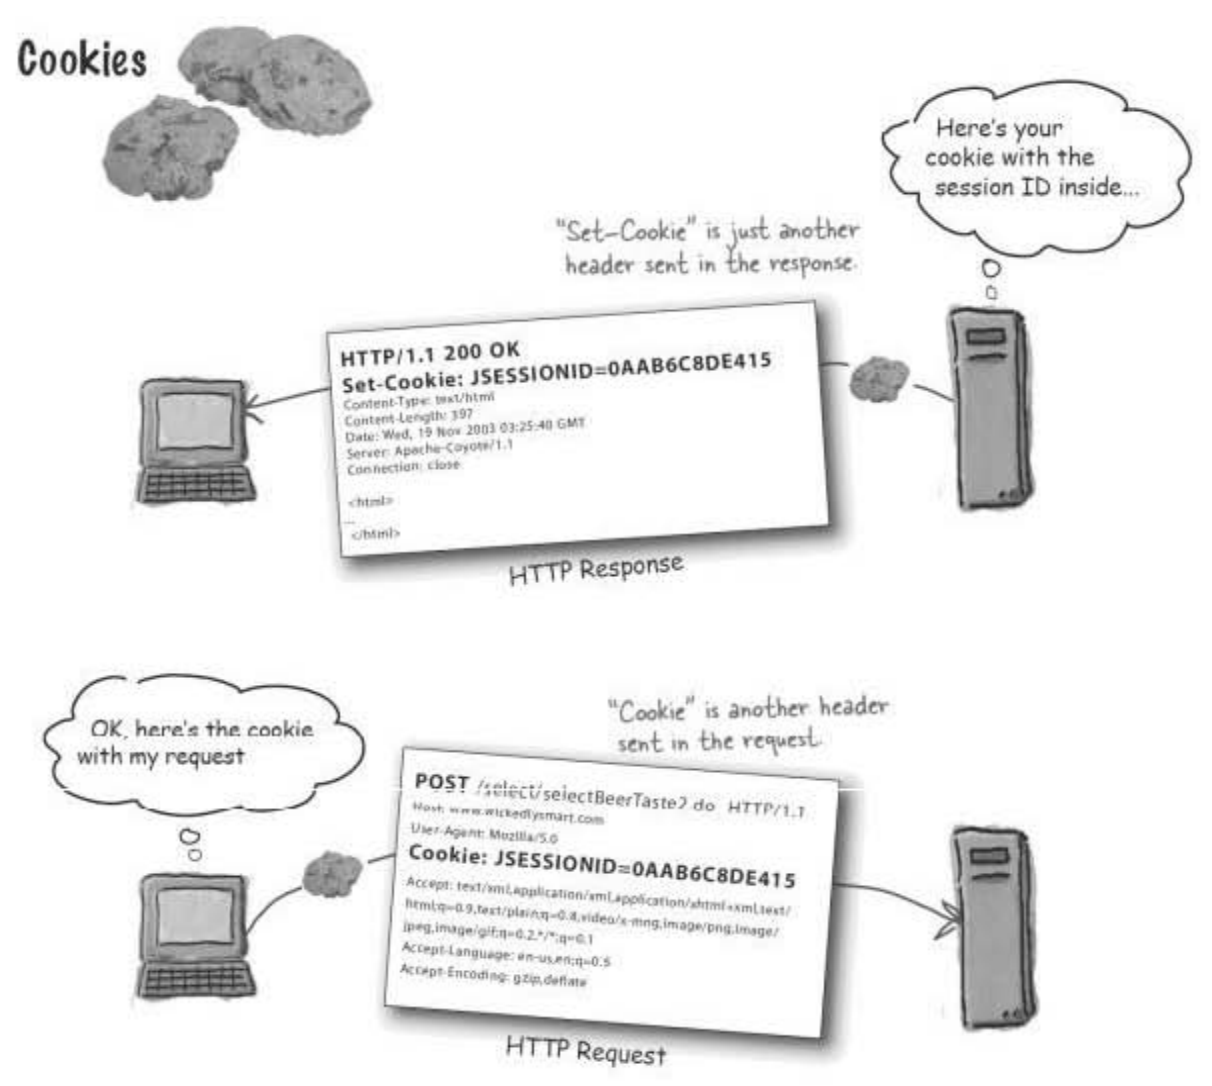 Cookies
Here's your
cookie with the
session ID inside...
"Set-Cookie" is just another
header sent in the response.
HTTP/1.1 200 OK
Set-Cookie: JSESSIONID=0AAB6C8DE415
Content-Type: text/html
Content-Length: 397
Date: Wed, 19 Nov 2003 03:25:40 GMT
Server: Apache-Coyote/1.1
Connection: close
<html>
...
</html>
HTTP Response
OK, here's the cookie
with my request
"Cookie" is another header
sent in the request.
POST /select/selectBeerTaste2.do HTTP/1.1
Host: www.wickedlysmart.com
User-Agent: Mozilla/5.0
Cookie: JSESSIONID=0AAB6C8DE415
Accept: text/xml,application/xml,application/xhtml+xml,text/
html;q=0.9,text/plain;q=0.8,video/x-mng,image/png,image/
jpeg,image/gif;q=0.2,*/*;q=0.1
Accept-Language: en-us,en;q=0.5
Accept-Encoding: gzip,deflate
HTTP Request